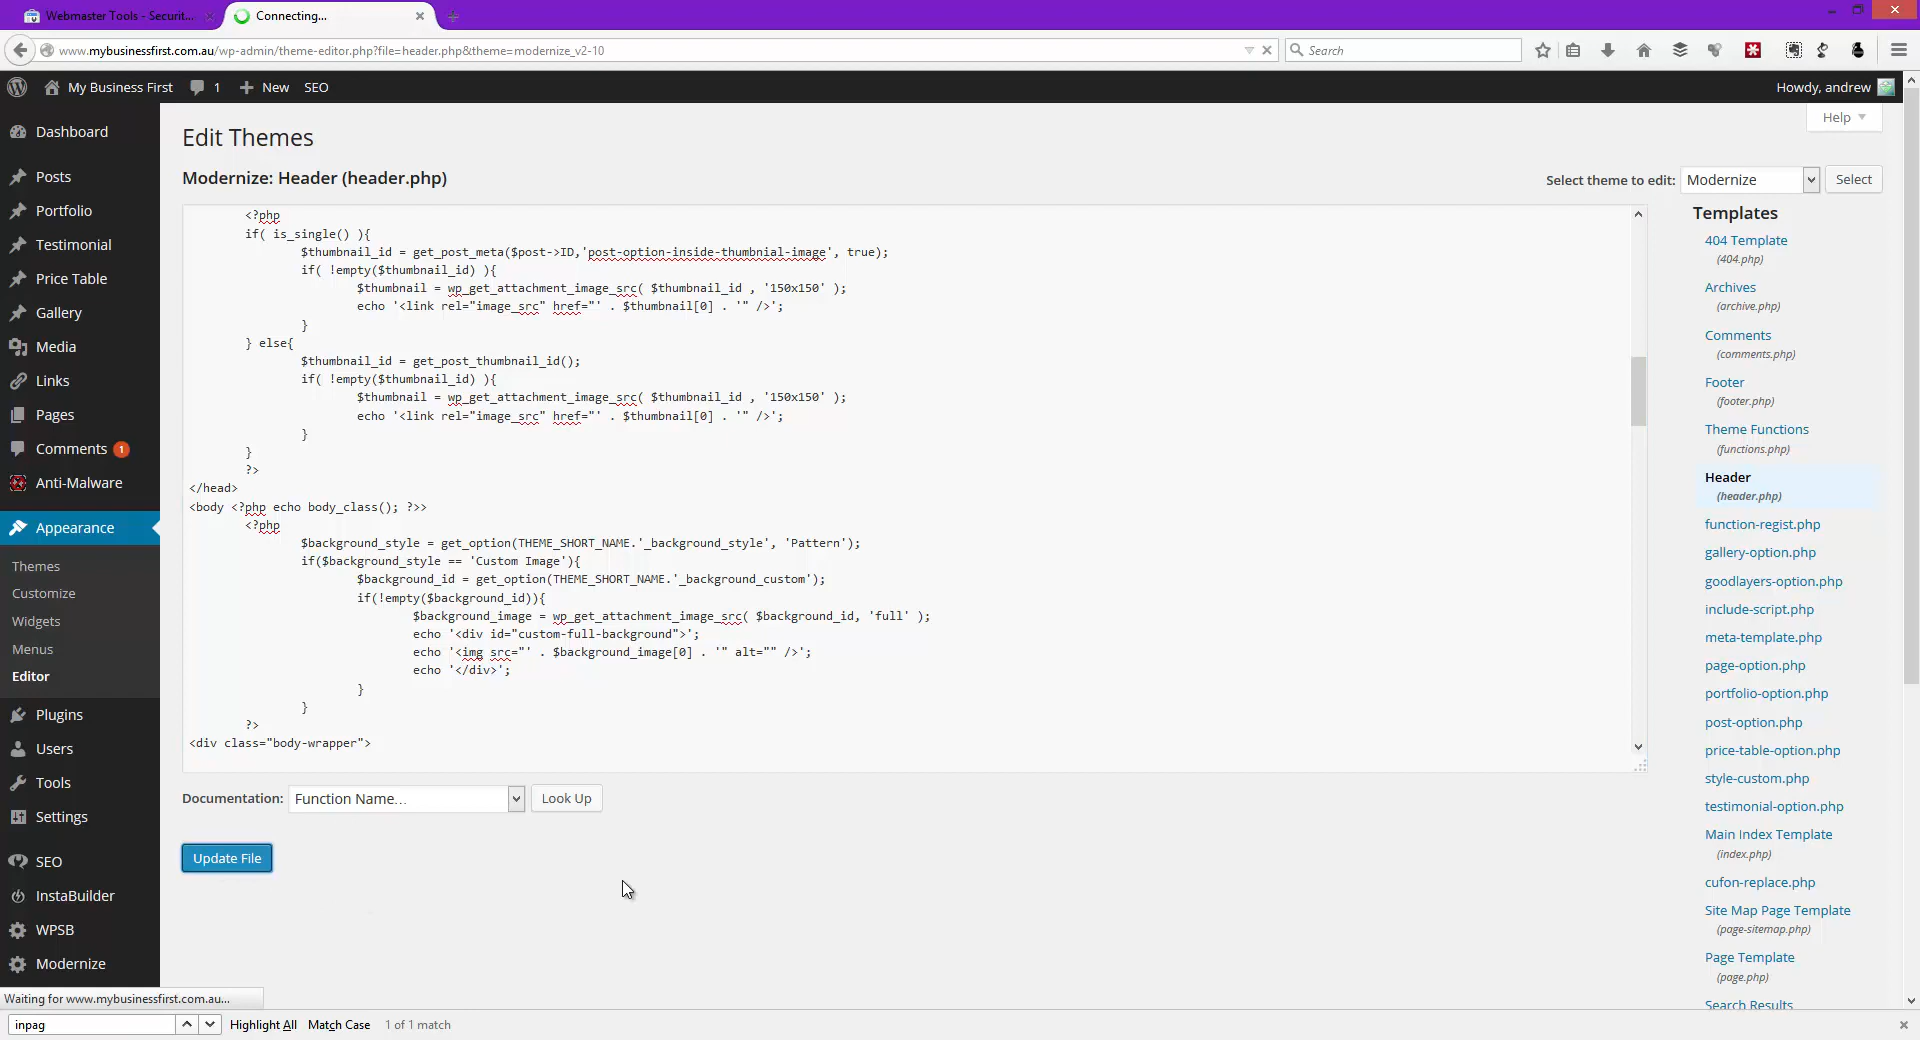 Webmaster Tools - Securit...
Connecting...
www.mybusinessfirst.com.au/wp-admin/theme-editor.php?file=header.php&theme=modernize_v2-10
Search
My Business First
1
New
SEO
Howdy, andrew
Help
Dashboard
Posts
Portfolio
Testimonial
Price Table
Gallery
Media
Links
Pages
Comments 1
Anti-Malware
Appearance
Themes
Customize
Widgets
Menus
Editor
Plugins
Users
Tools
Settings
SEO
InstaBuilder
WPSB
Modernize
Edit Themes
Modernize: Header (header.php)
Select theme to edit: Modernize Select
<?php
if( is_single() ){
$thumbnail_id = get_post_meta($post->ID,'post-option-inside-thumbnial-image', true);
if( !empty($thumbnail_id) ){
$thumbnail = wp_get_attachment_image_src( $thumbnail_id , '150x150' );
echo '<link rel="image_src" href="' . $thumbnail[0] . '" />';
}
} else{
$thumbnail_id = get_post_thumbnail_id();
if( !empty($thumbnail_id) ){
$thumbnail = wp_get_attachment_image_src( $thumbnail_id , '150x150' );
echo '<link rel="image_src" href="' . $thumbnail[0] . '" />';
}
}
?>
</head>
<body <?php echo body_class(); ?>>
<?php
$background_style = get_option(THEME_SHORT_NAME.'_background_style', 'Pattern');
if($background_style == 'Custom Image'){
$background_id = get_option(THEME_SHORT_NAME.'_background_custom');
if(!empty($background_id)){
$background_image = wp_get_attachment_image_src( $background_id, 'full' );
echo '<div id="custom-full-background">';
echo '<img src="' . $background_image[0] . '" alt="" />';
echo '</div>';
}
}
?>
<div class="body-wrapper">
Documentation: Function Name... Look Up
Update File
Templates
404 Template
(404.php)
Archives
(archive.php)
Comments
(comments.php)
Footer
(footer.php)
Theme Functions
(functions.php)
Header
(header.php)
function-regist.php
gallery-option.php
goodlayers-option.php
include-script.php
meta-template.php
page-option.php
portfolio-option.php
post-option.php
price-table-option.php
style-custom.php
testimonial-option.php
Main Index Template
(index.php)
cufon-replace.php
Site Map Page Template
(page-sitemap.php)
Page Template
(page.php)
Search Results
Waiting for www.mybusinessfirst.com.au...
inpag
Highlight All
Match Case
1 of 1 match